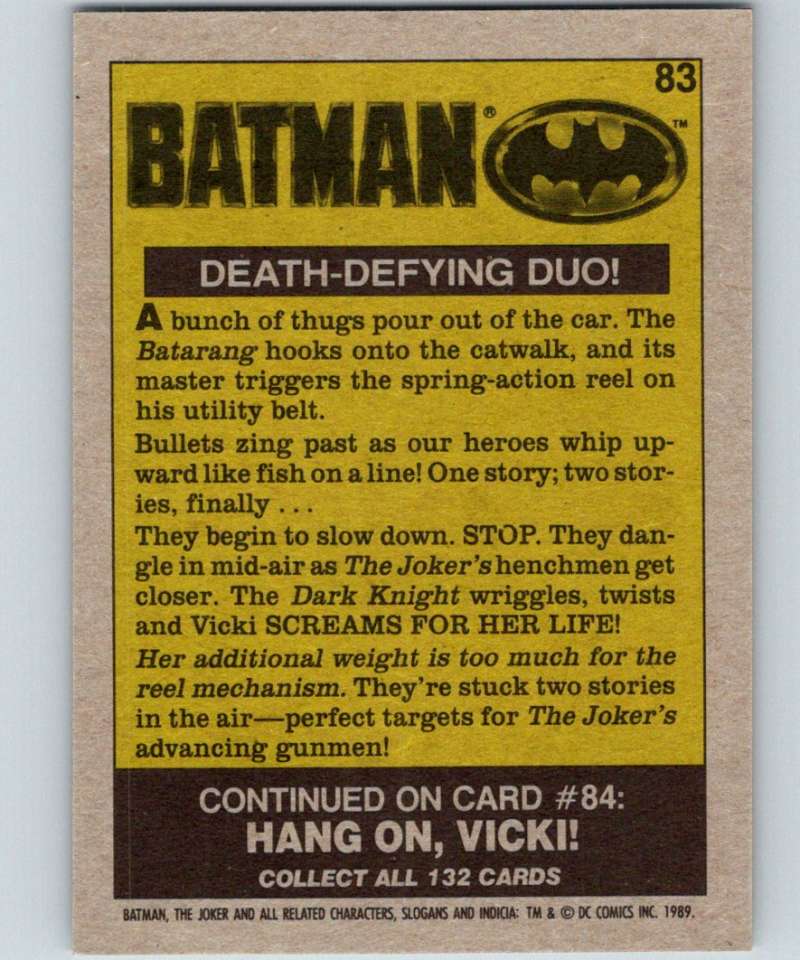 83
BATMAN® ™
DEATH-DEFYING DUO!
A bunch of thugs pour out of the car. The
Batarang hooks onto the catwalk, and its
master triggers the spring-action reel on
his utility belt.
Bullets zing past as our heroes whip up-
ward like fish on a line! One story; two stor-
ies, finally . . .
They begin to slow down. STOP. They dan-
gle in mid-air as The Joker's henchmen get
closer. The Dark Knight wriggles, twists
and Vicki SCREAMS FOR HER LIFE!
Her additional weight is too much for the
reel mechanism. They're stuck two stories
in the air—perfect targets for The Joker's
advancing gunmen!
CONTINUED ON CARD #84:
HANG ON, VICKI!
COLLECT ALL 132 CARDS
BATMAN, THE JOKER AND ALL RELATED CHARACTERS, SLOGANS AND INDICIA: TM & © DC COMICS INC. 1989.